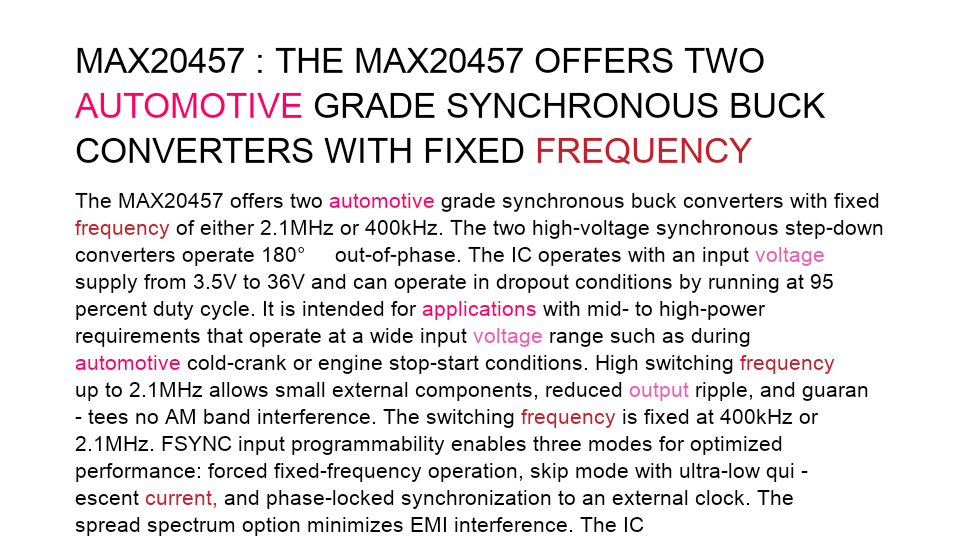 MAX20457 : THE MAX20457 OFFERS TWO
AUTOMOTIVE GRADE SYNCHRONOUS BUCK
CONVERTERS WITH FIXED FREQUENCY
The MAX20457 offers two automotive grade synchronous buck converters with fixed
frequency of either 2.1MHz or 400kHz. The two high-voltage synchronous step-down
converters operate 180° out-of-phase. The IC operates with an input voltage
supply from 3.5V to 36V and can operate in dropout conditions by running at 95
percent duty cycle. It is intended for applications with mid- to high-power
requirements that operate at a wide input voltage range such as during
automotive cold-crank or engine stop-start conditions. High switching frequency
up to 2.1MHz allows small external components, reduced output ripple, and guaran
- tees no AM band interference. The switching frequency is fixed at 400kHz or
2.1MHz. FSYNC input programmability enables three modes for optimized
performance: forced fixed-frequency operation, skip mode with ultra-low qui -
escent current, and phase-locked synchronization to an external clock. The
spread spectrum option minimizes EMI interference. The IC